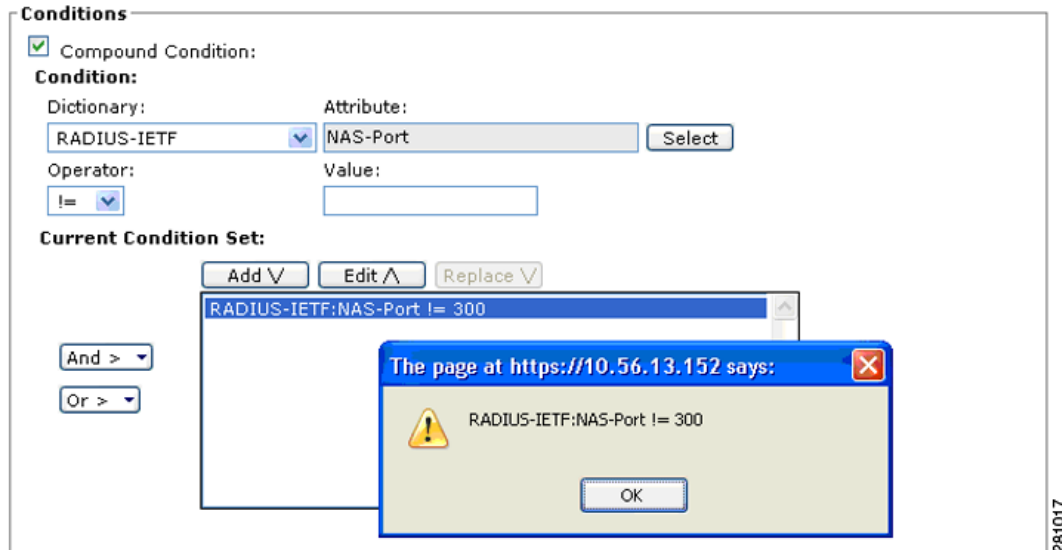 Conditions
Compound Condition:
Condition:
Dictionary: Attribute:
RADIUS-IETF NAS-Port Select
Operator: Value:
!=
Current Condition Set:
Add \/ Edit /\ Replace \/
RADIUS-IETF:NAS-Port != 300
And >
Or >
The page at https://10.56.13.152 says:
RADIUS-IETF:NAS-Port != 300
OK
281017